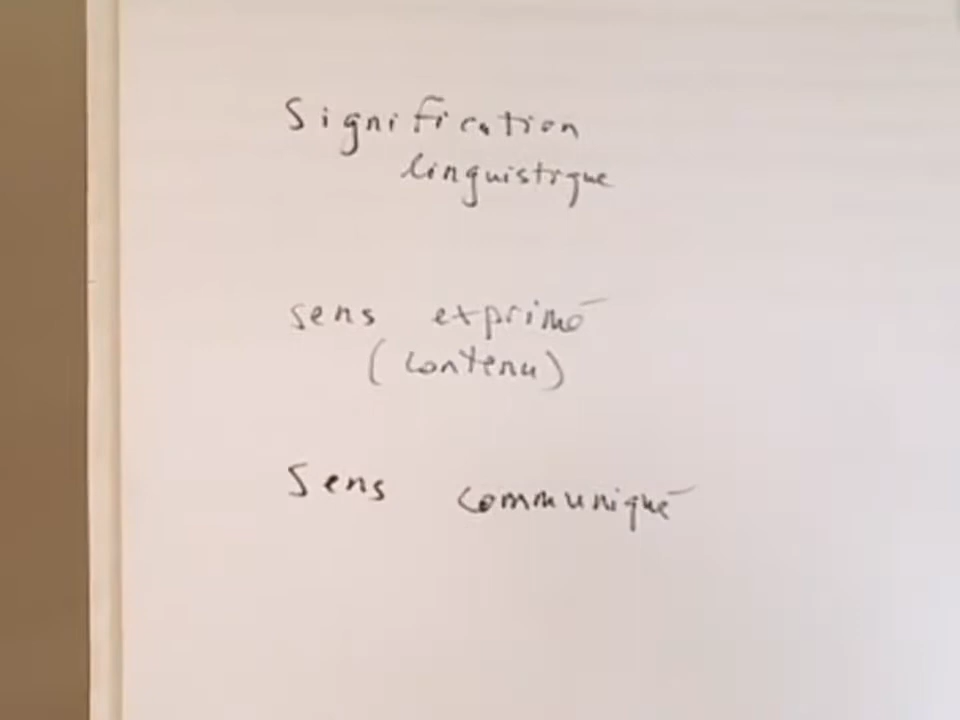 Signification
linguistique
sens exprimé
(contenu)
Sens communiqué